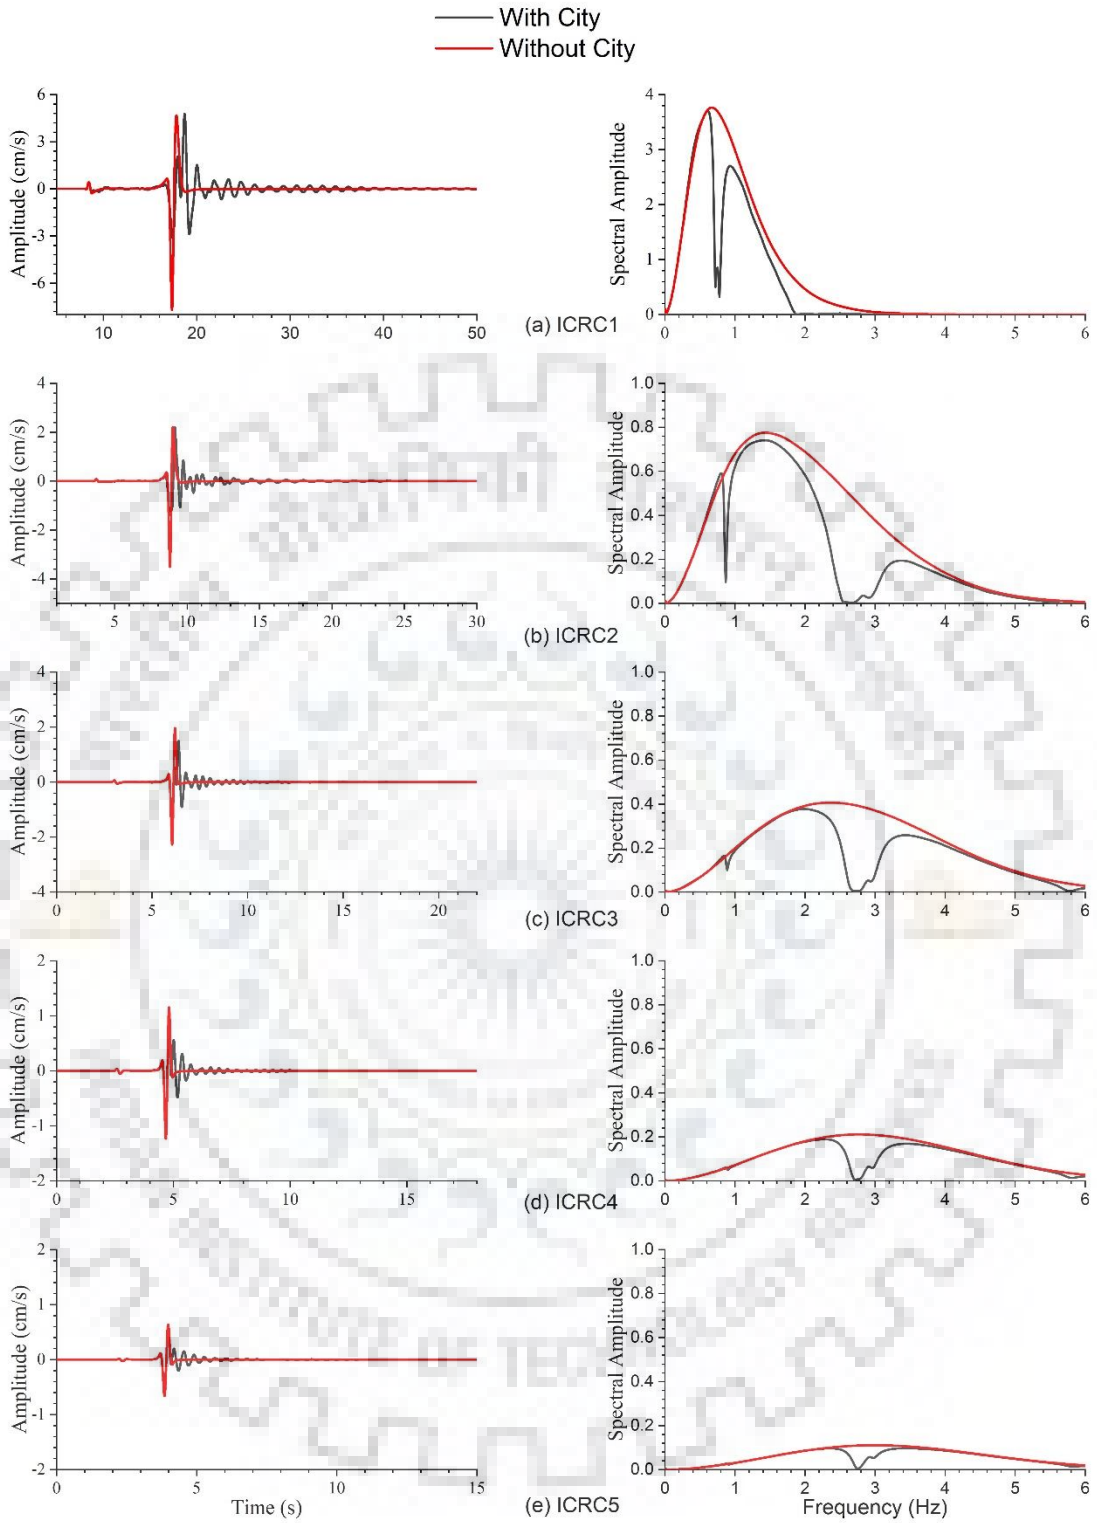 With City
Without City
Amplitude (cm/s)
6
3
0
-3
-6
10 20 30 40 50
Spectral Amplitude
4
3
2
1
0
0 1 2 3 4 5 6
(a) ICRC1
Amplitude (cm/s)
4
2
0
-2
-4
5 10 15 20 25 30
Spectral Amplitude
1.0
0.8
0.6
0.4
0.2
0.0
0 1 2 3 4 5 6
(b) ICRC2
Amplitude (cm/s)
4
2
0
-2
-4
0 5 10 15 20
Spectral Amplitude
1.0
0.8
0.6
0.4
0.2
0.0
0 1 2 3 4 5 6
(c) ICRC3
Amplitude (cm/s)
2
1
0
-1
-2
0 5 10 15
Spectral Amplitude
1.0
0.8
0.6
0.4
0.2
0.0
0 1 2 3 4 5 6
(d) ICRC4
Amplitude (cm/s)
2
1
0
-1
-2
0 5 10 15
Time (s)
Spectral Amplitude
1.0
0.8
0.6
0.4
0.2
0.0
0 1 2 3 4 5 6
Frequency (Hz)
(e) ICRC5